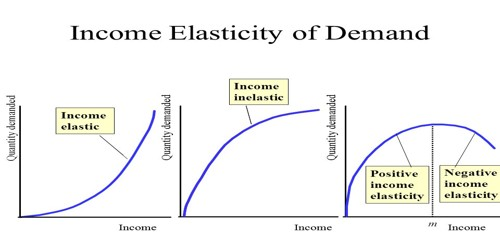 Income Elasticity of Demand
Quantity demanded
Income
elastic
Income
Quantity demanded
Income
inelastic
Income
Quantity demanded
Positive
income
elasticity
Negative
income
elasticity
m
Income